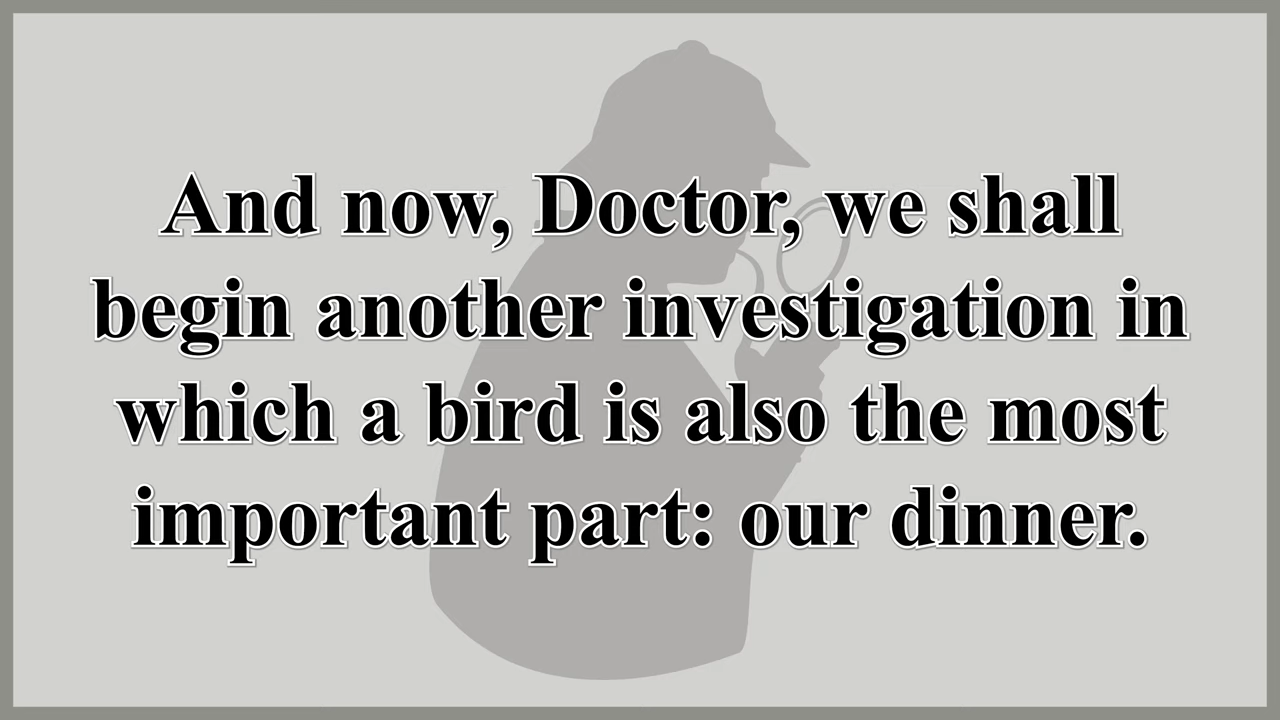 And now, Doctor, we shall
begin another investigation in
which a bird is also the most
important part: our dinner.